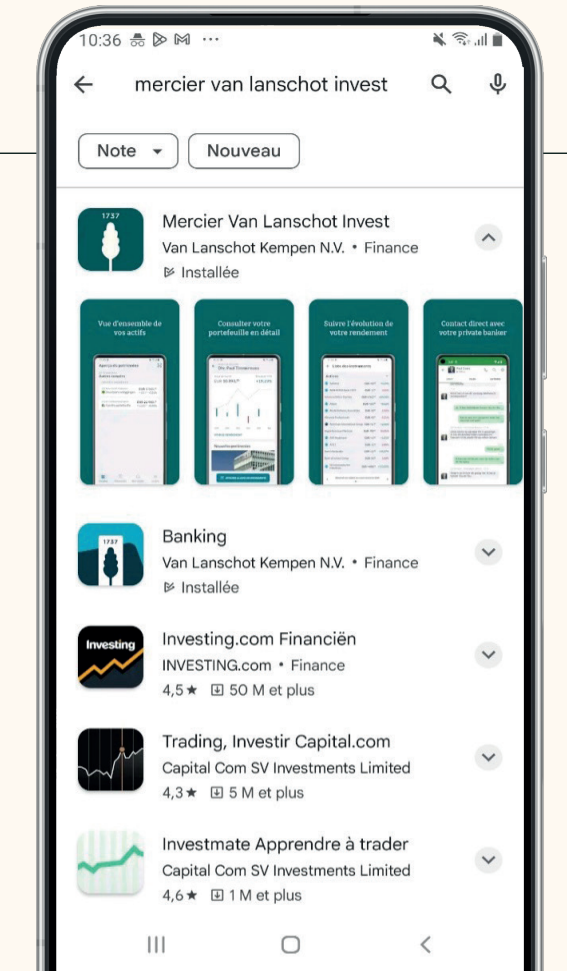 10:36
mercier van lanschot invest
Note
Nouveau
1737
Mercier Van Lanschot Invest
Van Lanschot Kempen N.V. • Finance
Installée
Vue d'ensemble de
vos actifs
Consulter votre
portefeuille en détail
Suivre l'évolution de
votre rendement
Contact direct avec
votre private banker
1737
Banking
Van Lanschot Kempen N.V. • Finance
Installée
Investing
Investing.com Financiën
INVESTING.com • Finance
4,5★ 50 M et plus
Trading, Investir Capital.com
Capital Com SV Investments Limited
4,3★ 5 M et plus
Investmate Apprendre à trader
Capital Com SV Investments Limited
4,6★ 1 M et plus